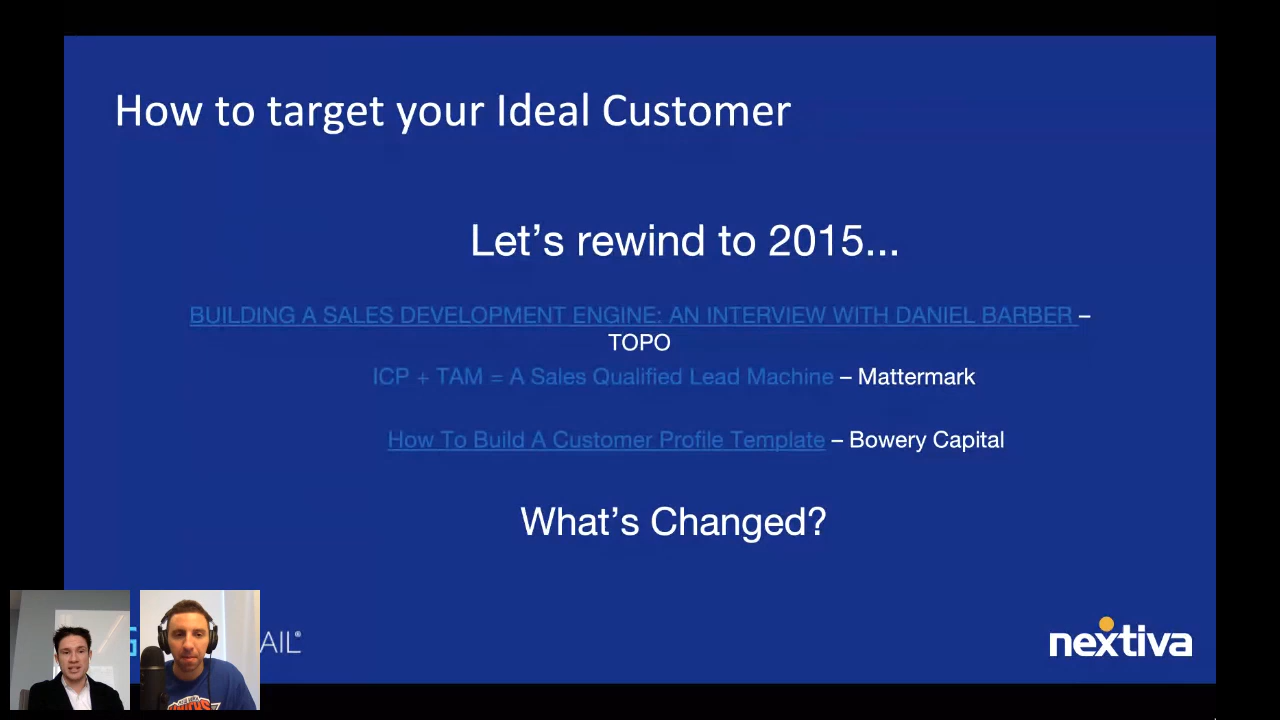 How to target your Ideal Customer
Let’s rewind to 2015...
BUILDING A SALES DEVELOPMENT ENGINE: AN INTERVIEW WITH DANIEL BARBER –
TOPO
ICP + TAM = A Sales Qualified Lead Machine – Mattermark
How To Build A Customer Profile Template – Bowery Capital
What’s Changed?
G AIL®
nextiva